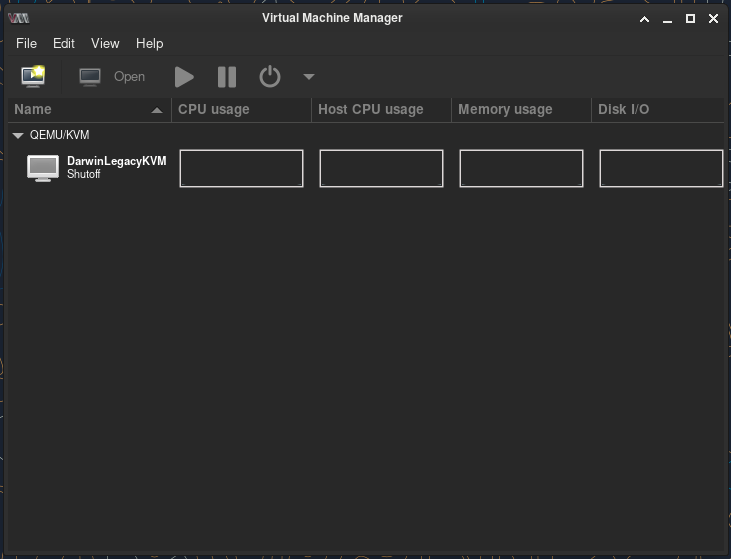 Virtual Machine Manager
File Edit View Help
Open
Name CPU usage Host CPU usage Memory usage Disk I/O
QEMU/KVM
DarwinLegacyKVM
Shutoff